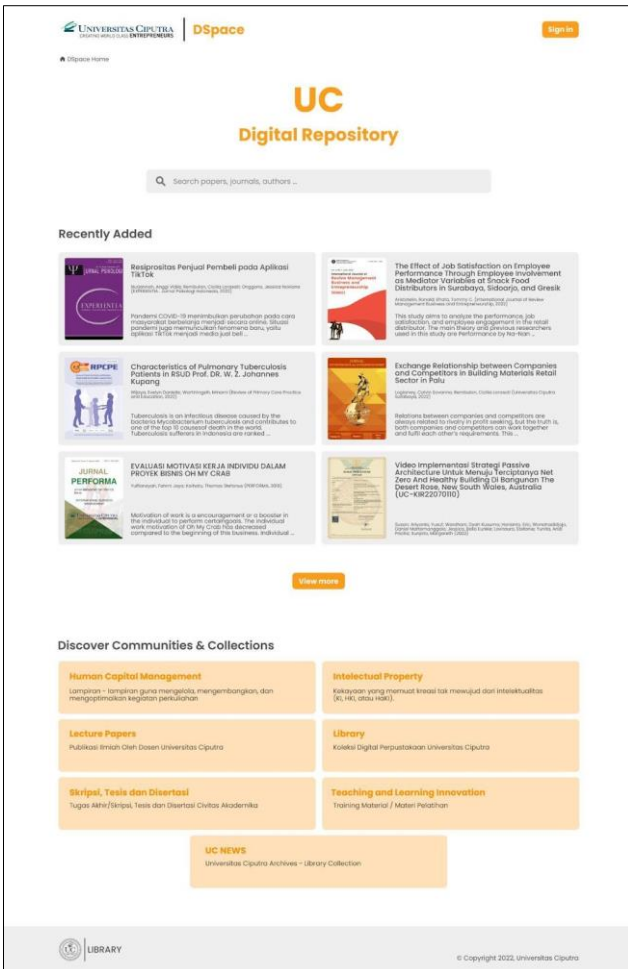 UNIVERSITAS CIPUTRA
CREATING WORLD CLASS ENTREPRENEURS
DSpace
Sign in
DSpace Home
UC
Digital Repository
Search papers, journals, authors ...
Recently Added
JURNAL PSIKOLOGI
EXPERIENTIA
Resiprositas Penjual Pembeli pada Aplikasi
TikTok
Pandemi COVID-19 menimbulkan perubahan pada cara
masyarakat berbelanja menjadi secara online. Situasi
pandemi juga memunculkan fenomena baru, yaitu
aplikasi TikTok menjadi media jual beli ...
The Effect of Job Satisfaction on Employee
Performance Through Employee Involvement
as Mediator Variables at Snack Food
Distributors in Surabaya, Sidoarjo, and Gresik
This study aims to analyze the performance, job
satisfaction, and employee engagement in the retail
distributor. The main theory and previous researchers
used in this study are Performance by Na-Nan ...
RPCPE
Characteristics of Pulmonary Tuberculosis
Patients in RSUD Prof. DR. W. Z. Johannes
Kupang
Tuberculosis is an infectious disease caused by the
bacteria Mycobacterium tuberculosis and contributes to
one of the top 10 causesof death in the world.
Tuberculosis sufferers in Indonesia are ranked ...
Exchange Relationship between Companies
and Competitors in Building Materials Retail
Sector in Palu
Relations between companies and competitors are
always related to rivalry in profit seeking, but the truth is,
both companies and competitors can work together
and fulfil each other's requirements. This ...
JURNAL
PERFORMA
EVALUASI MOTIVASI KERJA INDIVIDU DALAM
PROYEK BISNIS OH MY CRAB
Motivation of work is a encouragement or a booster in
the individual to perform certaingoals. The individual
work motivation of Oh My Crab has decreased
compared to the beginning of this business. Individual ...
Video Implementasi Strategi Passive
Architecture Untuk Menuju Terciptanya Net
Zero And Healthy Building Di Bangunan The
Desert Rose, New South Wales, Australia
(UC-KIR22070110)
View more
Discover Communities & Collections
Human Capital Management
Lampiran - lampiran guna mengelola, mengembangkan, dan
mengoptimalkan kegiatan perkuliahan
Intelectual Property
Kekayaan yang memuat kreasi tak mewujud dari intelektualitas
(KI, HKI, atau HaKI).
Lecture Papers
Publikasi Ilmiah Oleh Dosen Universitas Ciputra
Library
Koleksi Digital Perpustakaan Universitas Ciputra
Skripsi, Tesis dan Disertasi
Tugas Akhir/Skripsi, Tesis dan Disertasi Civitas Akademika
Teaching and Learning Innovation
Training Material / Materi Pelatihan
UC NEWS
Universitas Ciputra Archives - Library Collection
LIBRARY
© Copyright 2022, Universitas Ciputra